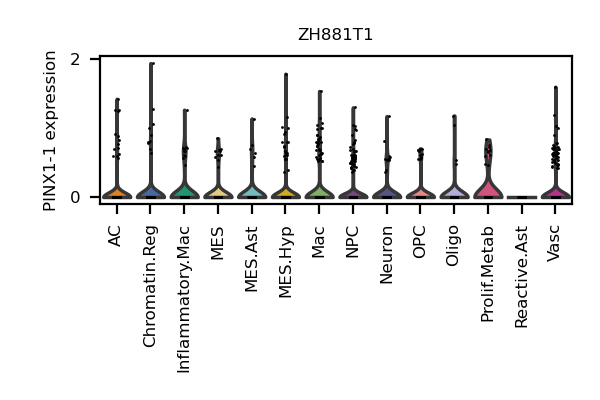 ZH881T1
PINX1-1 expression
2
0
AC
Chromatin.Reg
Inflammatory.Mac
MES
MES.Ast
MES.Hyp
Mac
NPC
Neuron
OPC
Oligo
Prolif.Metab
Reactive.Ast
Vasc